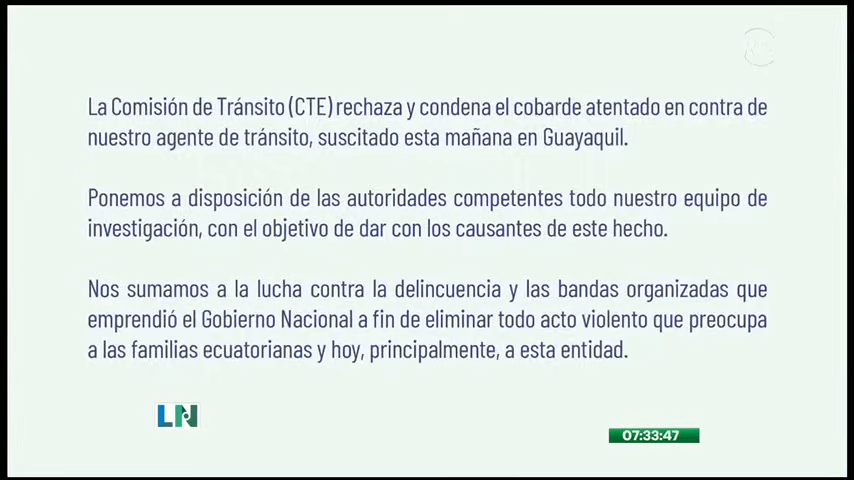 La Comisión de Tránsito (CTE) rechaza y condena el cobarde atentado en contra de
nuestro agente de tránsito, suscitado esta mañana en Guayaquil.
Ponemos a disposición de las autoridades competentes todo nuestro equipo de
investigación, con el objetivo de dar con los causantes de este hecho.
Nos sumamos a la lucha contra la delincuencia y las bandas organizadas que
emprendió el Gobierno Nacional a fin de eliminar todo acto violento que preocupa
a las familias ecuatorianas y hoy, principalmente, a esta entidad.
LN
07:33:47